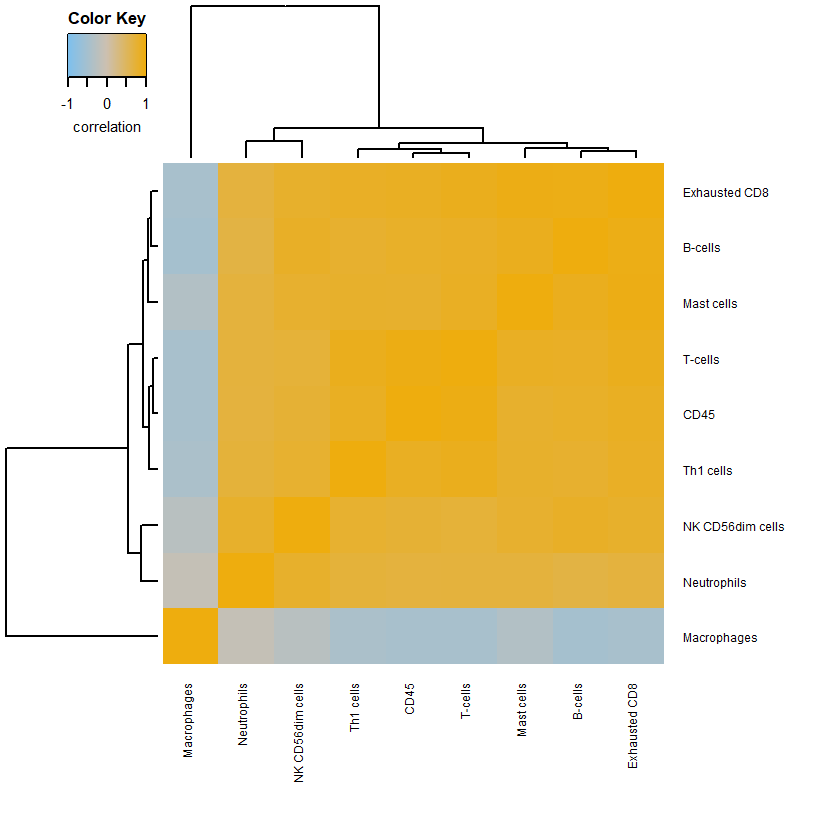 Color Key
-1 0 1
correlation
Exhausted CD8
B-cells
Mast cells
T-cells
CD45
Th1 cells
NK CD56dim cells
Neutrophils
Macrophages
Macrophages
Neutrophils
NK CD56dim cells
Th1 cells
CD45
T-cells
Mast cells
B-cells
Exhausted CD8